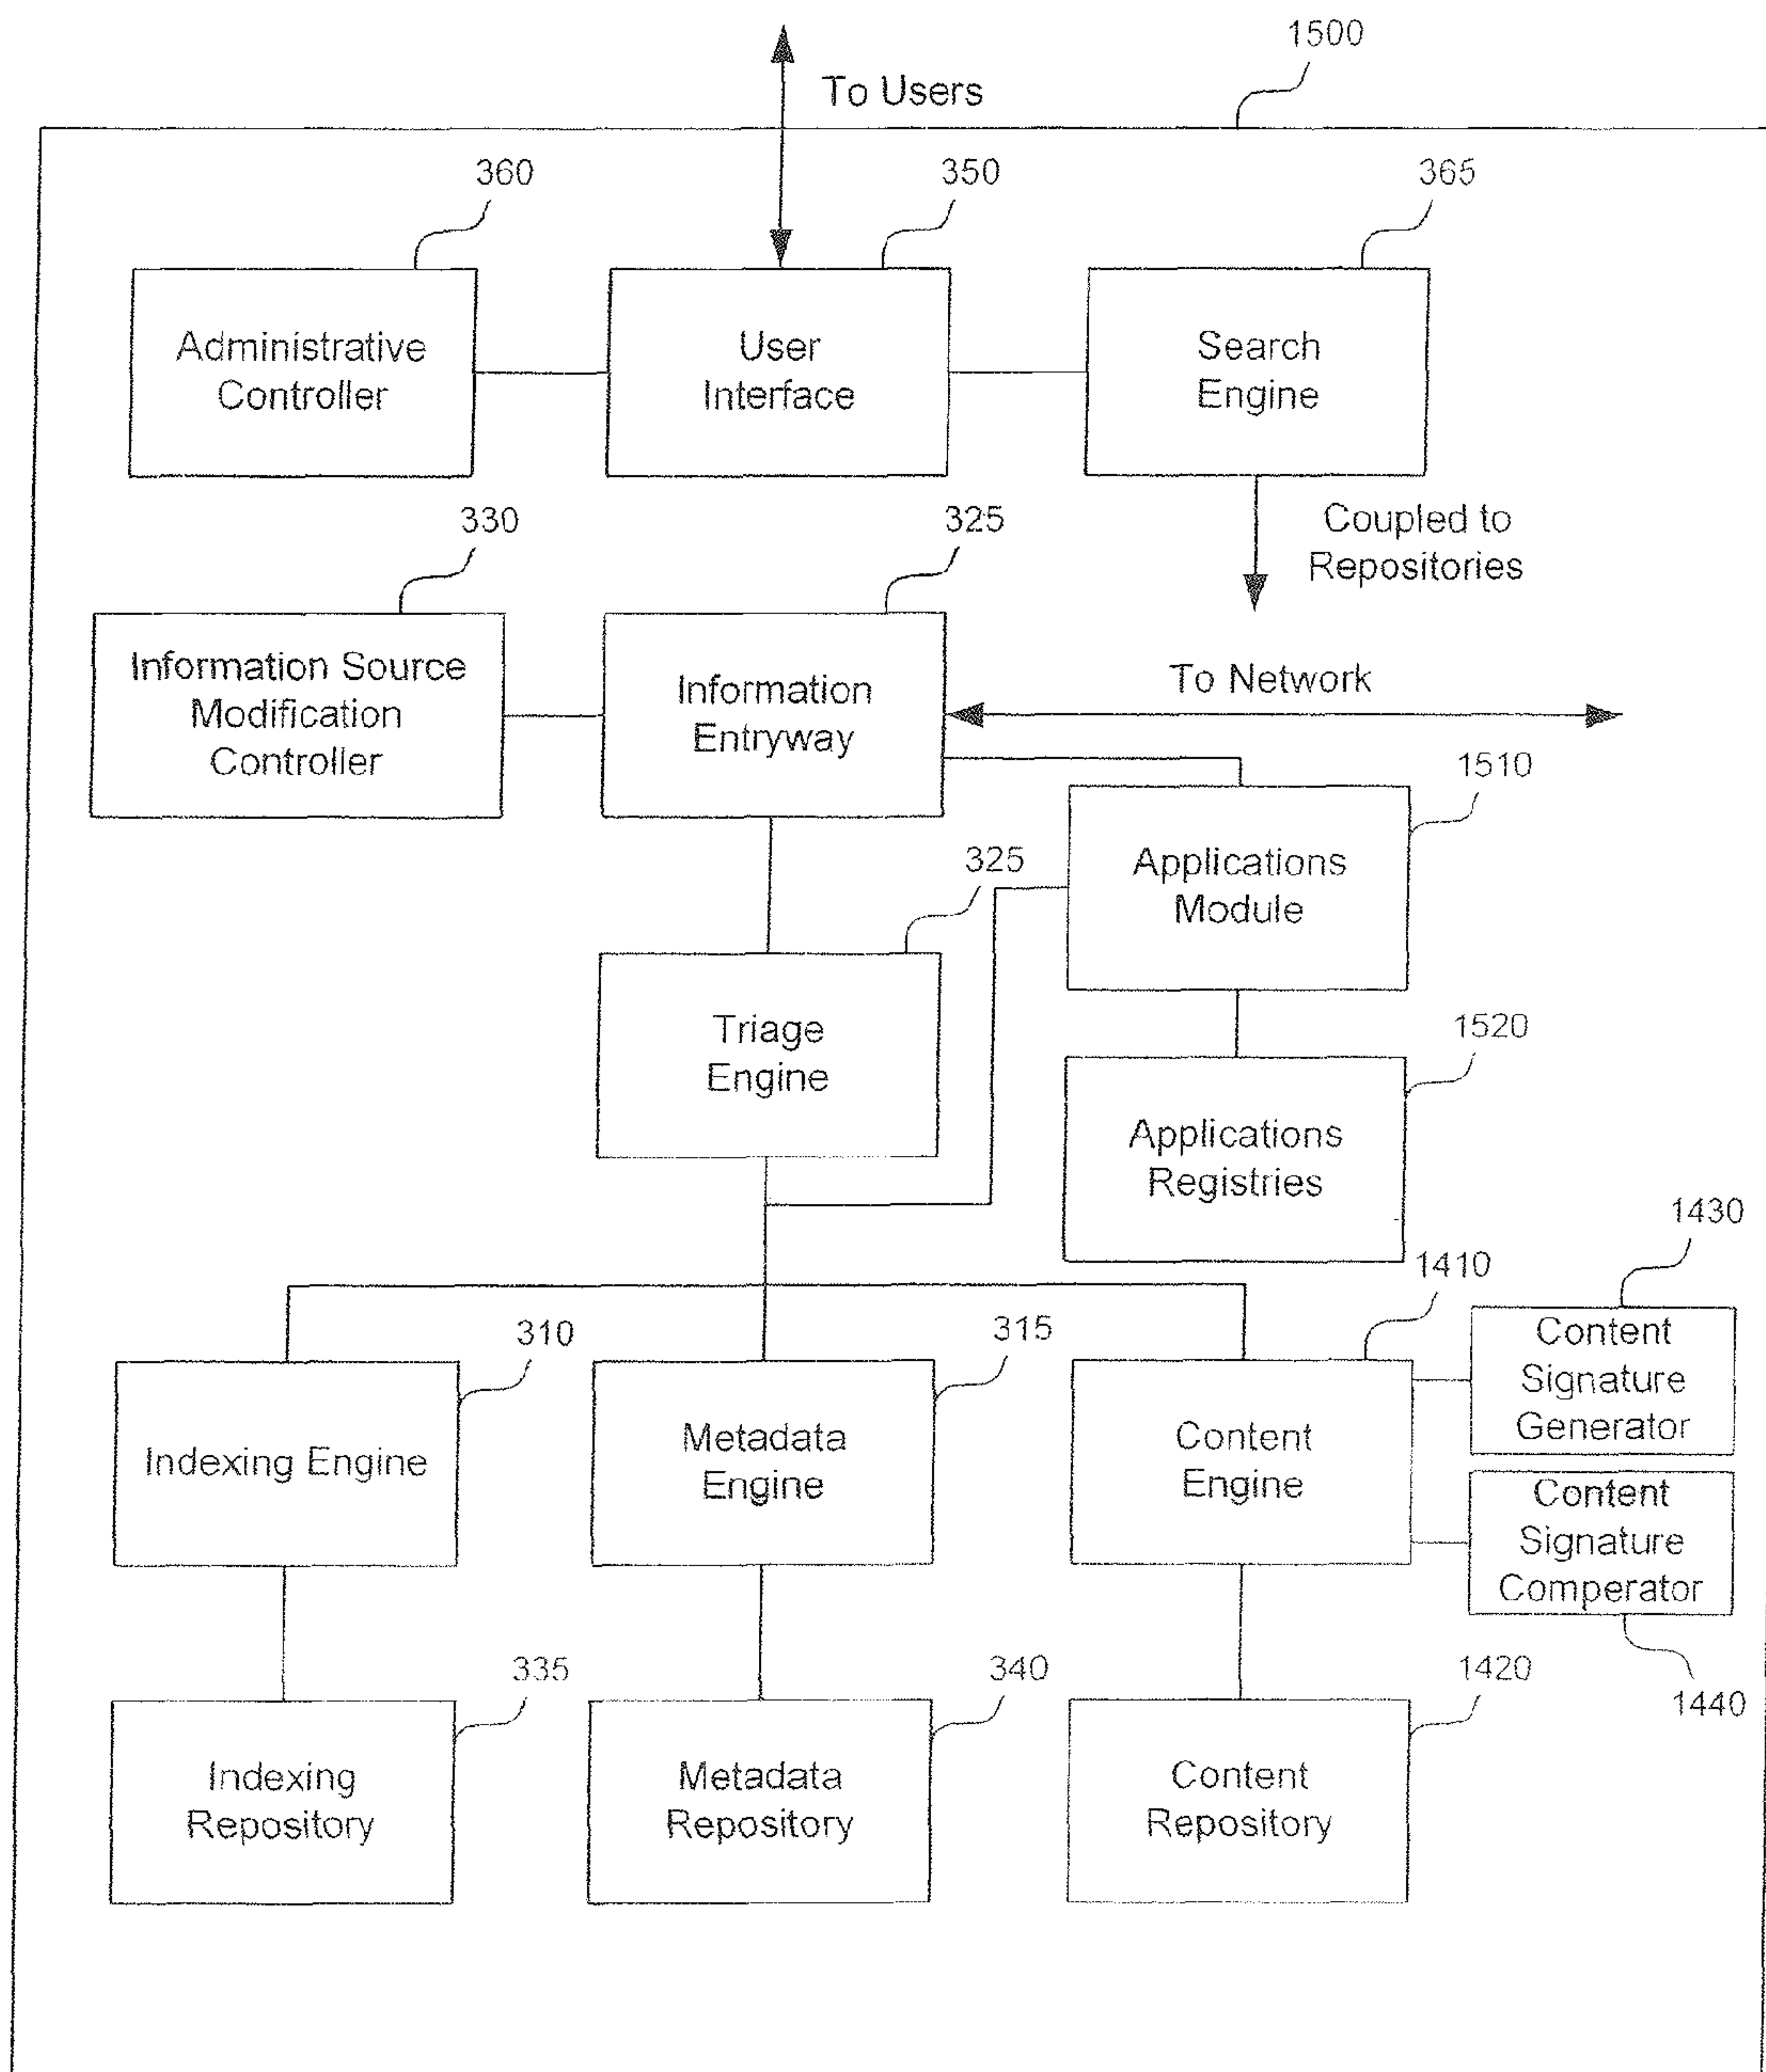 1500
To Users
360
350
365
Administrative
Controller
User
Interface
Search
Engine
330
325
Coupled to
Repositories
Information Source
Modification
Controller
Information
Entryway
To Network
1510
325
Applications
Module
Triage
Engine
1520
Applications
Registries
1430
1410
310
315
Content
Signature
Generator
Indexing Engine
Metadata
Engine
Content
Engine
Content
Signature
Comperator
335
340
1420
1440
Indexing
Repository
Metadata
Repository
Content
Repository